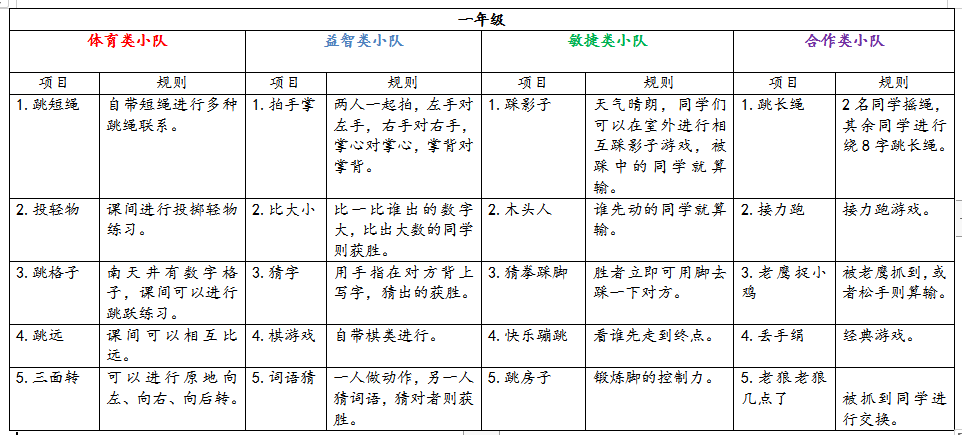 一年级
体育类小队 益智类小队 敏捷类小队 合作类小队
项目 规则 项目 规则 项目 规则 项目 规则
1.跳短绳
自带短绳进行多种
跳绳联系。
1.拍手掌
两人一起拍，左手对
左手，右手对右手，
掌心对掌心，掌背对
掌背。
1.踩影子
天气晴朗，同学们
可以在室外进行相
互踩影子游戏，被
踩中的同学就算
输。
1.跳长绳
2名同学摇绳，
其余同学进行
绕8字跳长绳。
2.投轻物
课间进行投掷轻物
练习。
2.比大小
比一比谁出的数字
大，比出大数的同学
则获胜。
2.木头人
谁先动的同学就算
输。
2.接力跑
接力跑游戏。
3.跳格子
南天井有数字格
子，课间可以进行
跳跃练习。
3.猜字
用手指在对方背上
写字，猜出的获胜。
3.猜拳踩脚
胜者立即可用脚去
踩一下对方。
3.老鹰捉小
鸡
被老鹰抓到，或
者松手则算输。
4.跳远
课间可以相互比
远。
4.棋游戏
自带棋类进行。
4.快乐蹦跳
看谁先走到终点。
4.丢手绢
经典游戏。
5.三面转
可以进行原地向
左、向右、向后转。
5.词语猜
一人做动作，另一人
猜词语，猜对者则获
胜。
5.跳房子
锻炼脚的控制力。
5.老狼老狼
几点了
被抓到同学进
行交换。